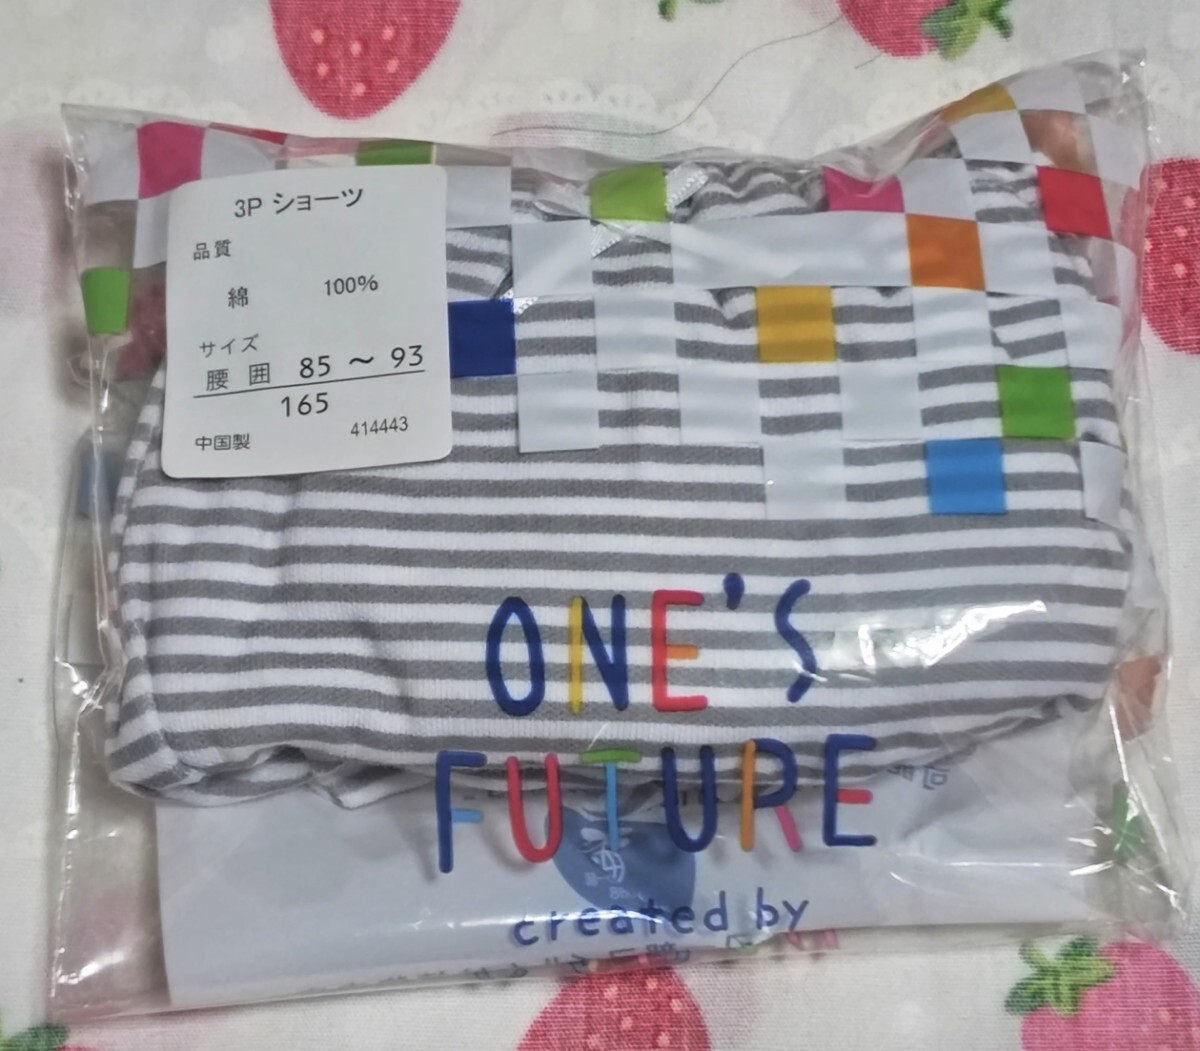 3P ショーツ
品質
綿 100%
サイズ
腰囲 85 〜 93
165
中国製 414443
ONE'S
FUTURE
created by